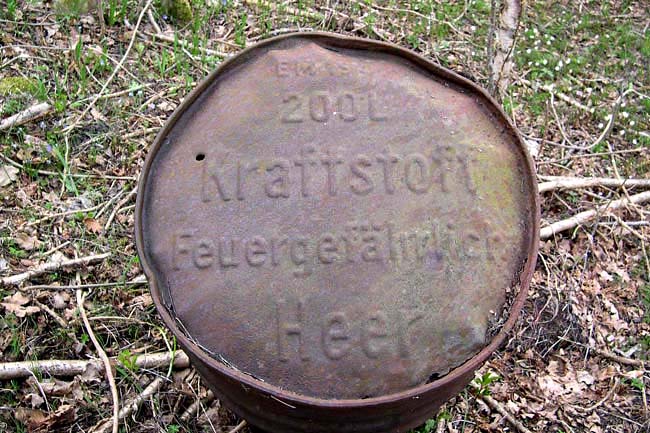 200L
Kraftstoff
Feuergefährlich
Heer